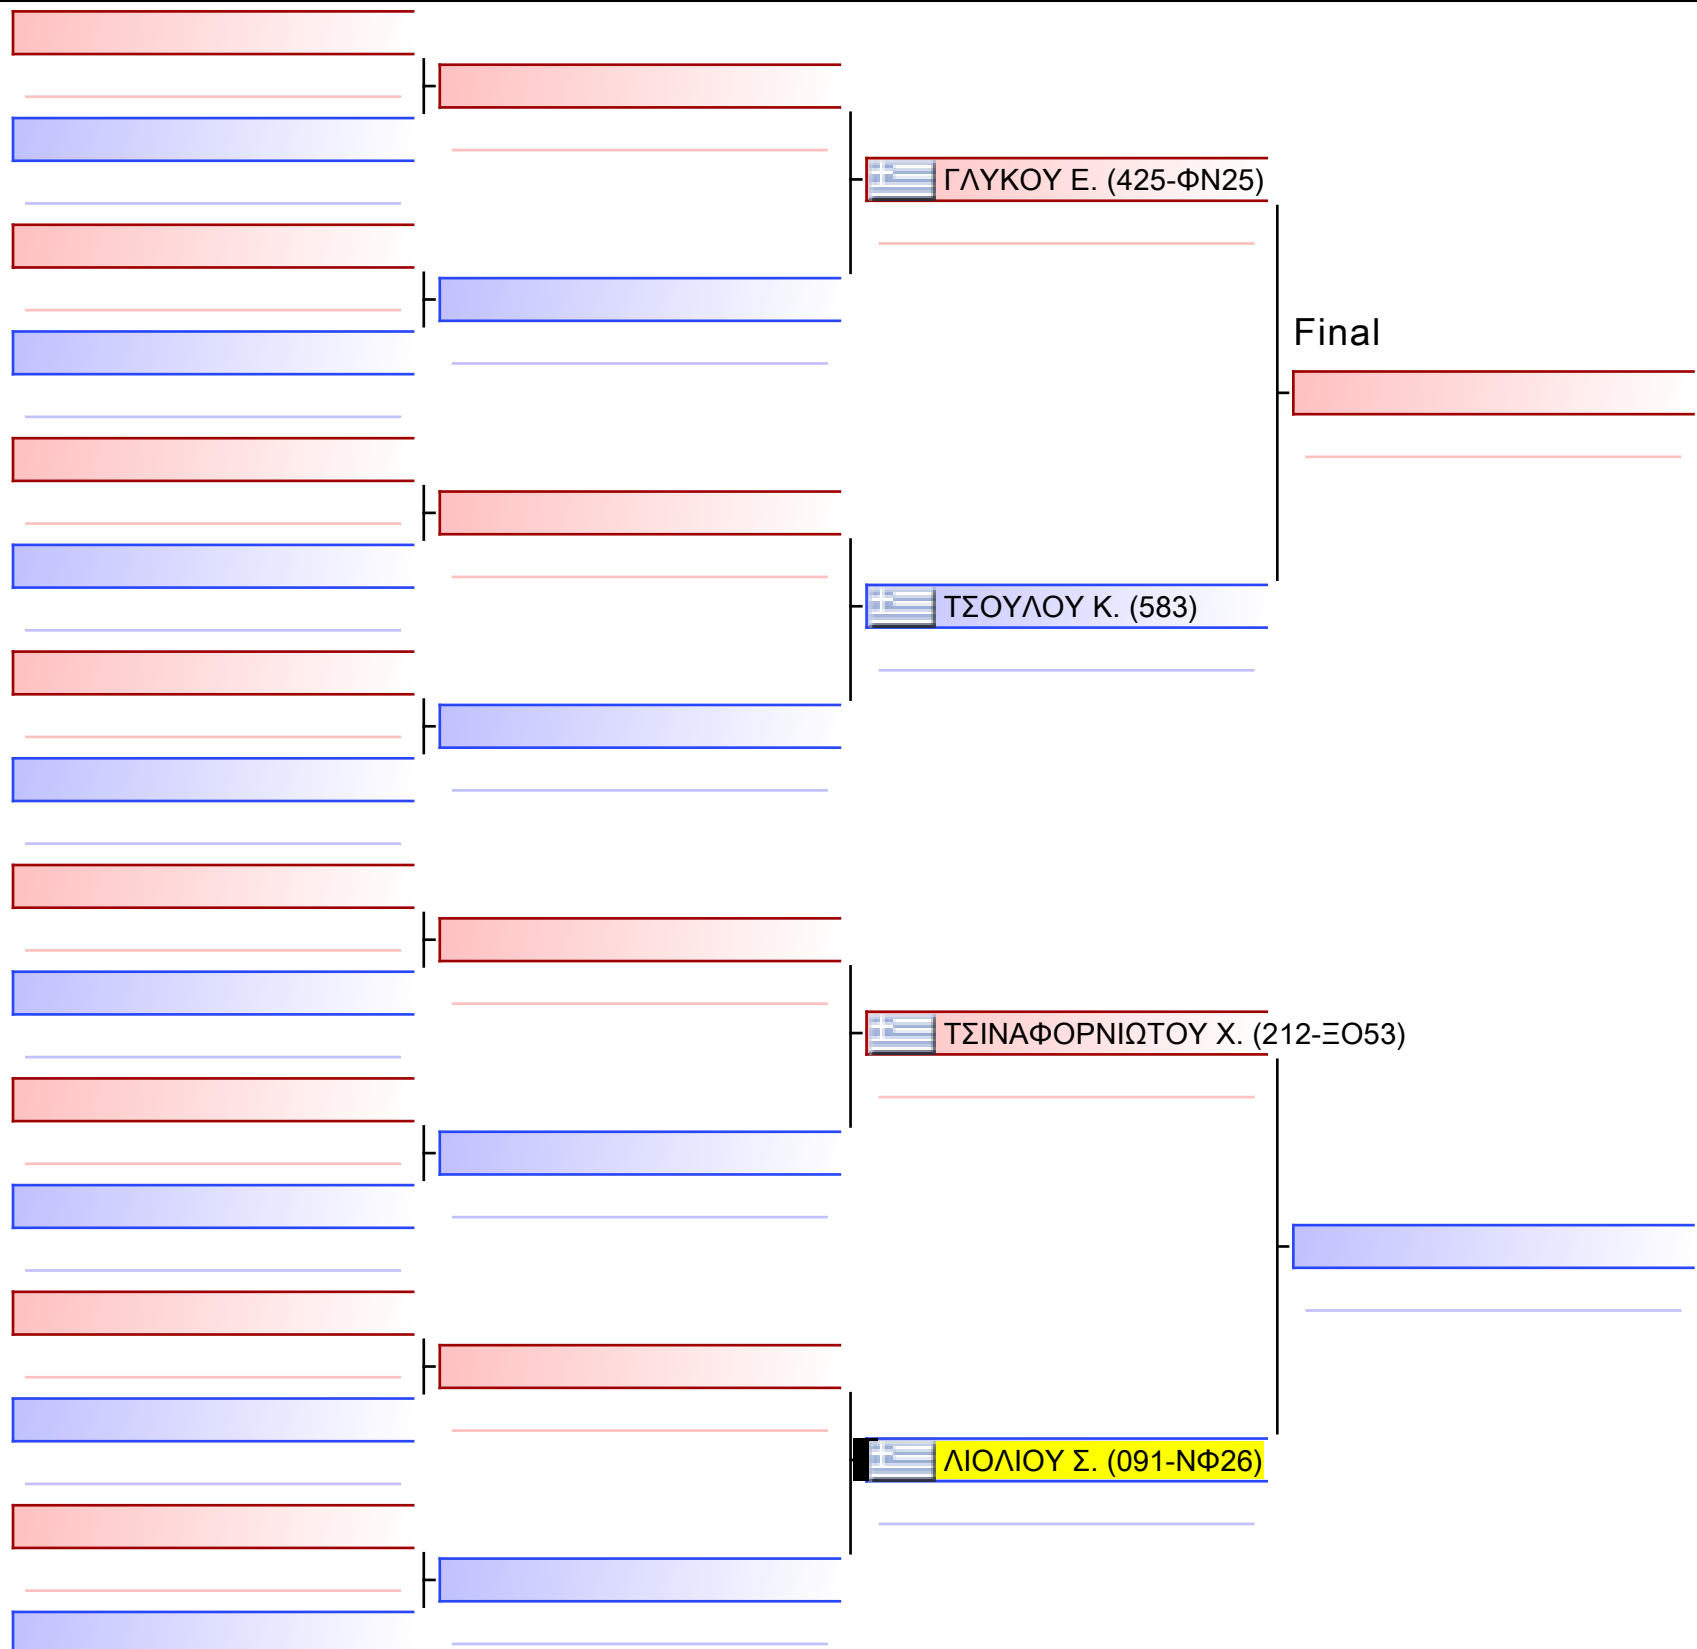 ΓΛΥΚΟΥ Ε. (425-ΦΝ25)
Final
ΤΣΟΥΛΟΥ Κ. (583)
ΤΣΙΝΑΦΟΡΝΙΩΤΟΥ Χ. (212-ΞΟ53)
ΛΙΟΛΙΟΥ Σ. (091-ΝΦ26)